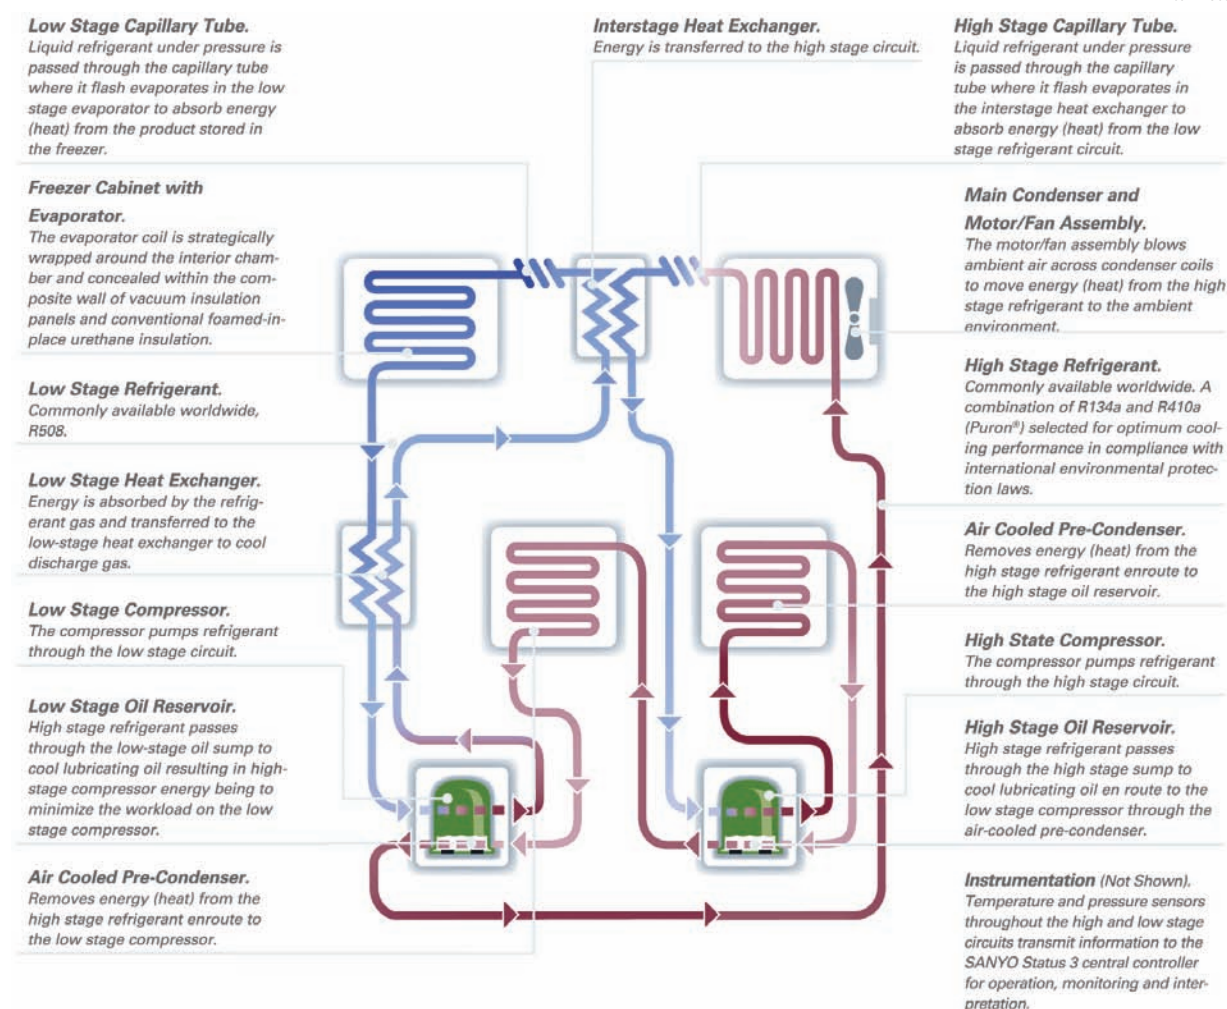 Low Stage Capillary Tube.
Liquid refrigerant under pressure is
passed through the capillary tube
where it flash evaporates in the low
stage evaporator to absorb energy
(heat) from the product stored in
the freezer.
Freezer Cabinet with
Evaporator.
The evaporator coil is strategically
wrapped around the interior cham-
ber and concealed within the com-
posite wall of vacuum insulation
panels and conventional foamed-in-
place urethane insulation.
Low Stage Refrigerant.
Commonly available worldwide,
R508.
Low Stage Heat Exchanger.
Energy is absorbed by the refrig-
erant gas and transferred to the
low-stage heat exchanger to cool
discharge gas.
Low Stage Compressor.
The compressor pumps refrigerant
through the low stage circuit.
Low Stage Oil Reservoir.
High stage refrigerant passes
through the low-stage oil sump to
cool lubricating oil resulting in high-
stage compressor energy being to
minimize the workload on the low
stage compressor.
Air Cooled Pre-Condenser.
Removes energy (heat) from the
high stage refrigerant enroute to
the low stage compressor.
Interstage Heat Exchanger.
Energy is transferred to the high stage circuit.
High Stage Capillary Tube.
Liquid refrigerant under pressure
is passed through the capillary
tube where it flash evaporates in
the interstage heat exchanger to
absorb energy (heat) from the low
stage refrigerant circuit.
Main Condenser and
Motor/Fan Assembly.
The motor/fan assembly blows
ambient air across condenser coils
to move energy (heat) from the high
stage refrigerant to the ambient
environment.
High Stage Refrigerant.
Commonly available worldwide. A
combination of R134a and R410a
(Puron®) selected for optimum cool-
ing performance in compliance with
international environmental protec-
tion laws.
Air Cooled Pre-Condenser.
Removes energy (heat) from the
high stage refrigerant enroute to
the high stage oil reservoir.
High State Compressor.
The compressor pumps refrigerant
through the high stage circuit.
High Stage Oil Reservoir.
High stage refrigerant passes
through the high stage sump to
cool lubricating oil en route to the
low stage compressor through the
air-cooled pre-condenser.
Instrumentation (Not Shown).
Temperature and pressure sensors
throughout the high and low stage
circuits transmit information to the
SANYO Status 3 central controller
for operation, monitoring and inter-
pretation.